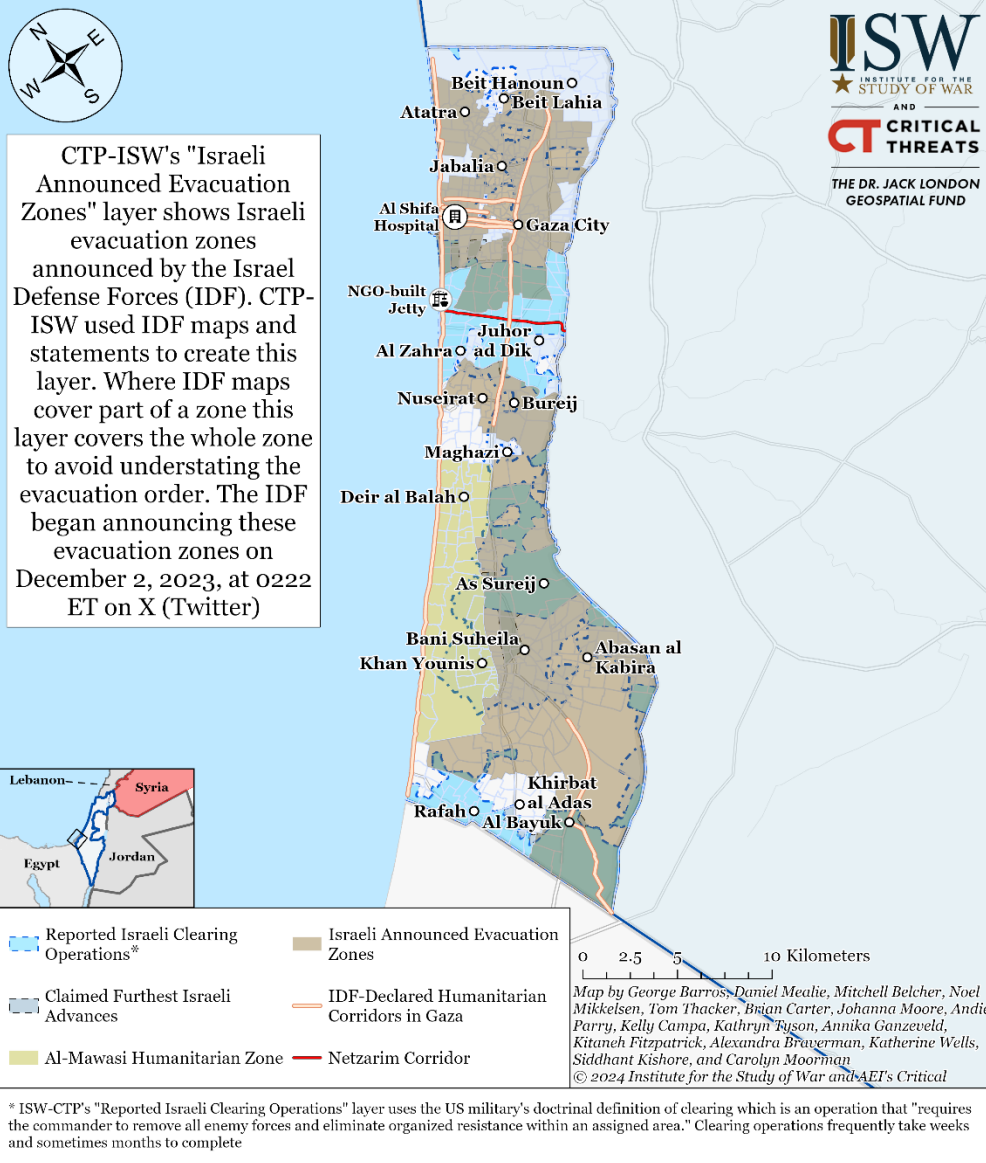 N
E
W
S
ISW
INSTITUTE FOR THE
STUDY OF WAR
AND
CT CRITICAL
THREATS
THE DR. JACK LONDON
GEOSPATIAL FUND
CTP-ISW's "Israeli
Announced Evacuation
Zones" layer shows Israeli
evacuation zones
announced by the Israel
Defense Forces (IDF). CTP-
ISW used IDF maps and
statements to create this
layer. Where IDF maps
cover part of a zone this
layer covers the whole zone
to avoid understating the
evacuation order. The IDF
began announcing these
evacuation zones on
December 2, 2023, at 0222
ET on X (Twitter)
Beit Hanoun
Beit Lahia
Atatra
Jabalia
Al Shifa
Hospital
Gaza City
NGO-built
Jetty
Juhor
ad Dik
Al Zahra
Nuseirat
Bureij
Maghazi
Deir al Balah
As Sureij
Bani Suheila
Khan Younis
Abasan al
Kabira
Khirbat
al Adas
Rafah
Al Bayuk
Lebanon
Syria
Egypt
Jordan
Reported Israeli Clearing
Operations*
Claimed Furthest Israeli
Advances
Al-Mawasi Humanitarian Zone
Israeli Announced Evacuation
Zones
IDF-Declared Humanitarian
Corridors in Gaza
Netzarim Corridor
0 2.5 5 10 Kilometers
Map by George Barros, Daniel Mealie, Mitchell Belcher, Noel
Mikkelsen, Tom Thacker, Brian Carter, Johanna Moore, Andie
Parry, Kelly Campa, Kathryn Tyson, Annika Ganzeveld,
Kitaneh Fitzpatrick, Alexandra Braverman, Katherine Wells,
Siddhant Kishore, and Carolyn Moorman
© 2024 Institute for the Study of War and AEI's Critical
* ISW-CTP's "Reported Israeli Clearing Operations" layer uses the US military's doctrinal definition of clearing which is an operation that "requires
the commander to remove all enemy forces and eliminate organized resistance within an assigned area." Clearing operations frequently take weeks
and sometimes months to complete